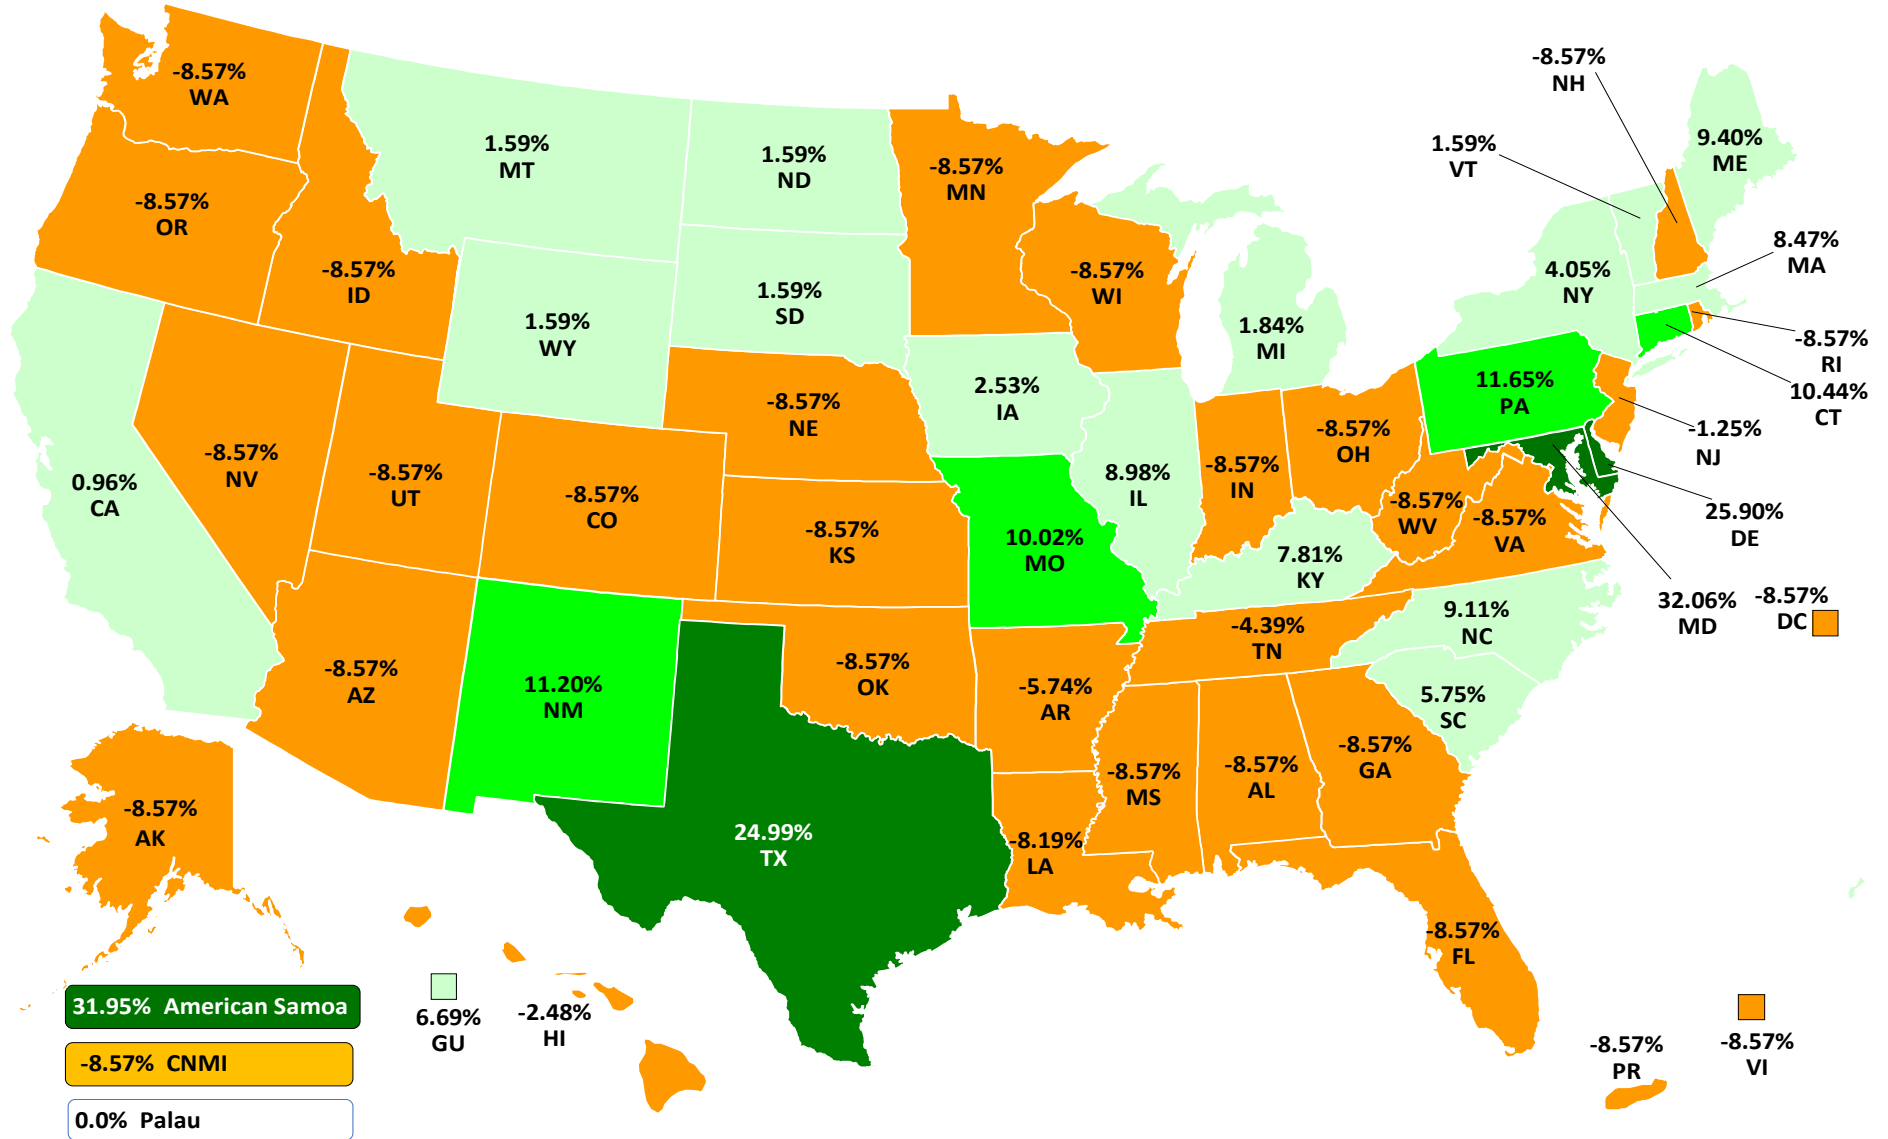 -8.57%
WA
-8.57%
OR
-8.57%
ID
1.59%
MT
1.59%
ND
-8.57%
MN
-8.57%
NH
1.59%
VT
9.40%
ME
8.47%
MA
4.05%
NY
-8.57%
RI
10.44%
CT
1.59%
SD
1.59%
WY
-8.57%
WI
1.84%
MI
2.53%
IA
-8.57%
NE
11.65%
PA
-1.25%
NJ
25.90%
DE
32.06%
MD
-8.57%
DC
0.96%
CA
-8.57%
NV
-8.57%
UT
-8.57%
CO
-8.57%
KS
10.02%
MO
8.98%
IL
-8.57%
IN
-8.57%
OH
-8.57%
WV
-8.57%
VA
7.81%
KY
9.11%
NC
-4.39%
TN
5.75%
SC
-8.57%
AZ
11.20%
NM
-8.57%
OK
-5.74%
AR
-8.57%
MS
-8.57%
AL
-8.57%
GA
24.99%
TX
-8.19%
LA
-8.57%
FL
-8.57%
AK
31.95% American Samoa
-8.57% CNMI
0.0% Palau
6.69%
GU
-2.48%
HI
-8.57%
PR
-8.57%
VI